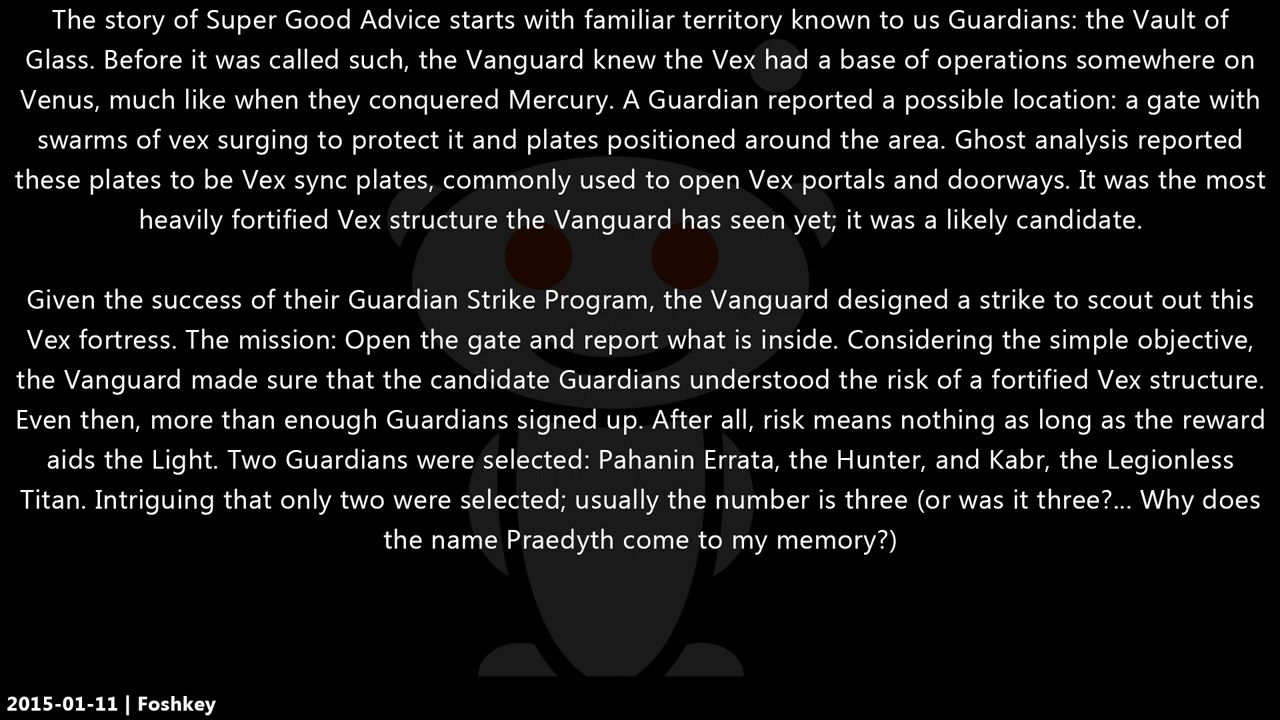 The story of Super Good Advice starts with familiar territory known to us Guardians: the Vault of
Glass. Before it was called such, the Vanguard knew the Vex had a base of operations somewhere on
Venus, much like when they conquered Mercury. A Guardian reported a possible location: a gate with
swarms of vex surging to protect it and plates positioned around the area. Ghost analysis reported
these plates to be Vex sync plates, commonly used to open Vex portals and doorways. It was the most
heavily fortified Vex structure the Vanguard has seen yet; it was a likely candidate.
Given the success of their Guardian Strike Program, the Vanguard designed a strike to scout out this
Vex fortress. The mission: Open the gate and report what is inside. Considering the simple objective,
the Vanguard made sure that the candidate Guardians understood the risk of a fortified Vex structure.
Even then, more than enough Guardians signed up. After all, risk means nothing as long as the reward
aids the Light. Two Guardians were selected: Pahanin Errata, the Hunter, and Kabr, the Legionless
Titan. Intriguing that only two were selected; usually the number is three (or was it three?... Why does
the name Praedyth come to my memory?)
2015-01-11 | Foshkey